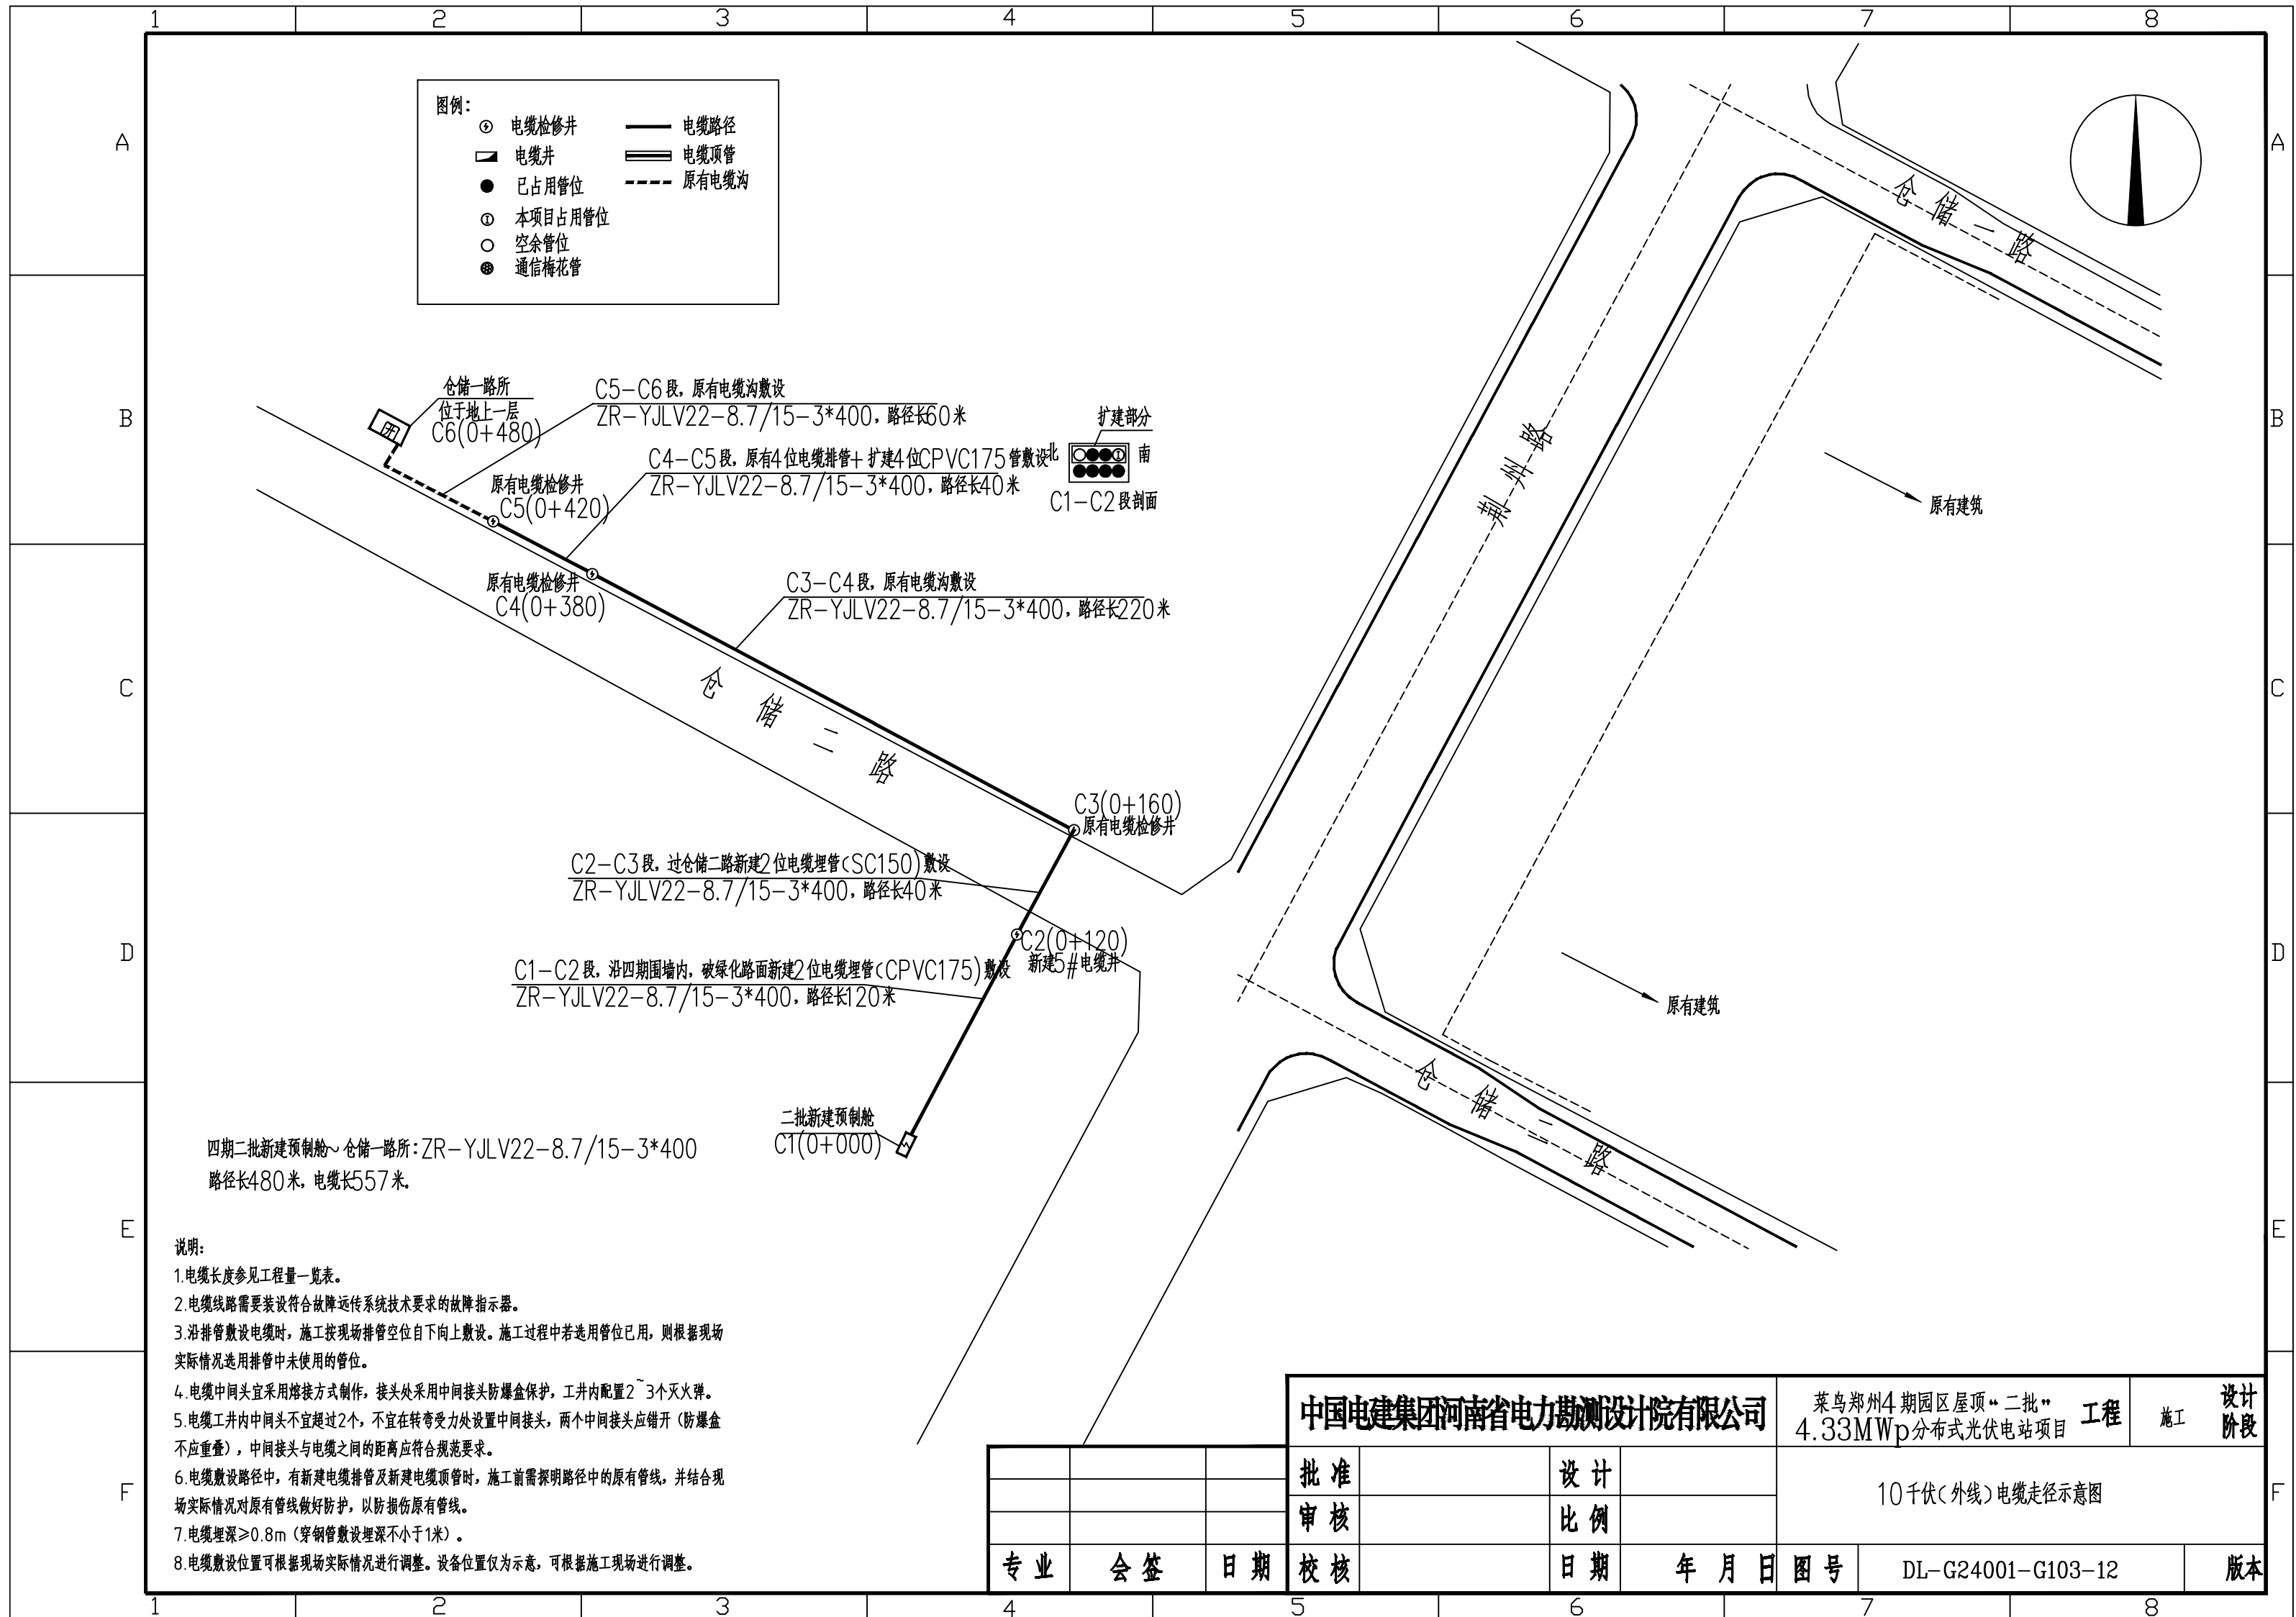 1 2 3 4 5 6 7 8
A A
B B
C C
D D
E E
F F
图例：
电缆检修井
电缆路径
电缆井
电缆顶管
已占用管位
原有电缆沟
本项目占用管位
空余管位
通信梅花管
仓储二路
仓储一路所
位于地上一层
C6(0+480)
C5-C6段，原有电缆沟敷设
ZR-YJLV22-8.7/15-3*400，路径长60米
扩建部分
北
南
C1-C2段剖面
C4-C5段，原有4位电缆排管+扩建4位CPVC175管敷设
ZR-YJLV22-8.7/15-3*400，路径长40米
原有电缆检修井
C5(0+420)
原有建筑
原有电缆检修井
C4(0+380)
C3-C4段，原有电缆沟敷设
ZR-YJLV22-8.7/15-3*400，路径长220米
仓储二路
C3(0+160)
原有电缆检修井
C2-C3段，过仓储二路新建2位电缆埋管(SC150)敷设
ZR-YJLV22-8.7/15-3*400，路径长40米
C2(0+120)
新建5#电缆井
C1-C2段，沿四期围墙内，破绿化路面新建2位电缆埋管(CPVC175)敷设
ZR-YJLV22-8.7/15-3*400，路径长120米
原有建筑
仓储二路
二批新建预制舱
C1(0+000)
四期二批新建预制舱~仓储一路所：ZR-YJLV22-8.7/15-3*400
路径长480米，电缆长557米。
说明：
1.电缆长度参见工程量一览表。
2.电缆线路需要装设符合故障远传系统技术要求的故障指示器。
3.沿排管敷设电缆时，施工按现场排管空位自下向上敷设。施工过程中若选用管位已用，则根据现场
实际情况选用排管中未使用的管位。
4.电缆中间头宜采用熔接方式制作，接头处采用中间接头防爆盒保护，工井内配置2~3个灭火弹。
5.电缆工井内中间头不宜超过2个，不宜在转弯受力处设置中间接头，两个中间接头应错开（防爆盒
不应重叠），中间接头与电缆之间的距离应符合规范要求。
6.电缆敷设路径中，有新建电缆排管及新建电缆顶管时，施工前需探明路径中的原有管线，并结合现
场实际情况对原有管线做好防护，以防损伤原有管线。
7.电缆埋深≥0.8m（穿钢管敷设埋深不小于1米）。
8.电缆敷设位置可根据现场实际情况进行调整。设备位置仅为示意，可根据施工现场进行调整。
中国电建集团河南省电力勘测设计院有限公司
菜鸟郑州4期园区屋顶“二批”
4.33MWp分布式光伏电站项目
工程
施工
设计
阶段
批准
设计
10千伏(外线)电缆走径示意图
审核
比例
专业 会签 日期
校核
日期
年 月 日
图号
DL-G24001-G103-12
版本
1 2 3 4 5 6 7 8